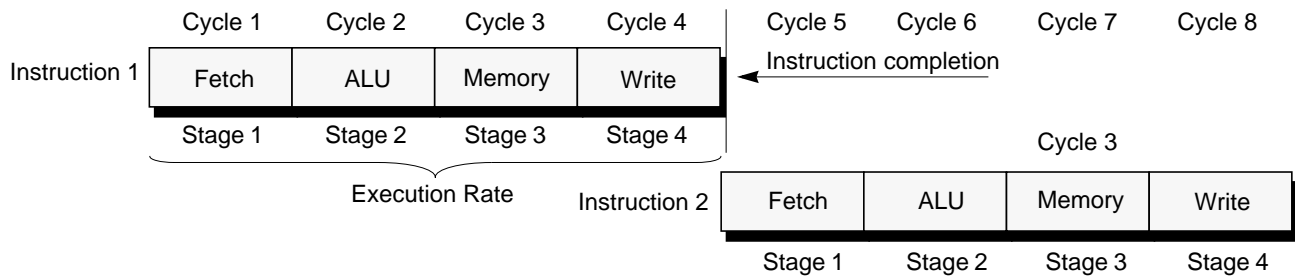 Cycle 1 Cycle 2 Cycle 3 Cycle 4 Cycle 5 Cycle 6 Cycle 7 Cycle 8
Instruction completion
Instruction 1 Fetch ALU Memory Write
Stage 1 Stage 2 Stage 3 Stage 4
Cycle 3
Execution Rate
Instruction 2 Fetch ALU Memory Write
Stage 1 Stage 2 Stage 3 Stage 4